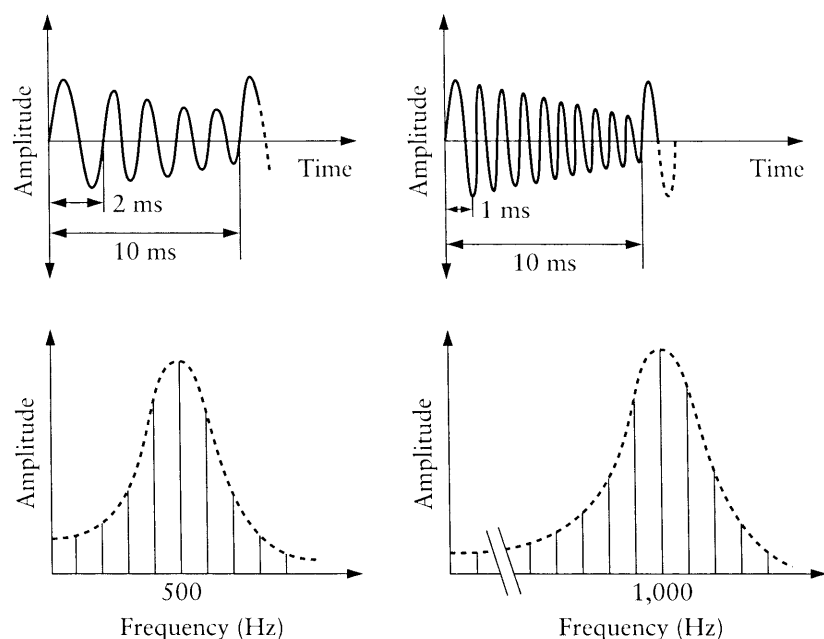 Amplitude
Time
2 ms
10 ms
Amplitude
Time
1 ms
10 ms
Amplitude
500
Frequency (Hz)
Amplitude
1,000
Frequency (Hz)